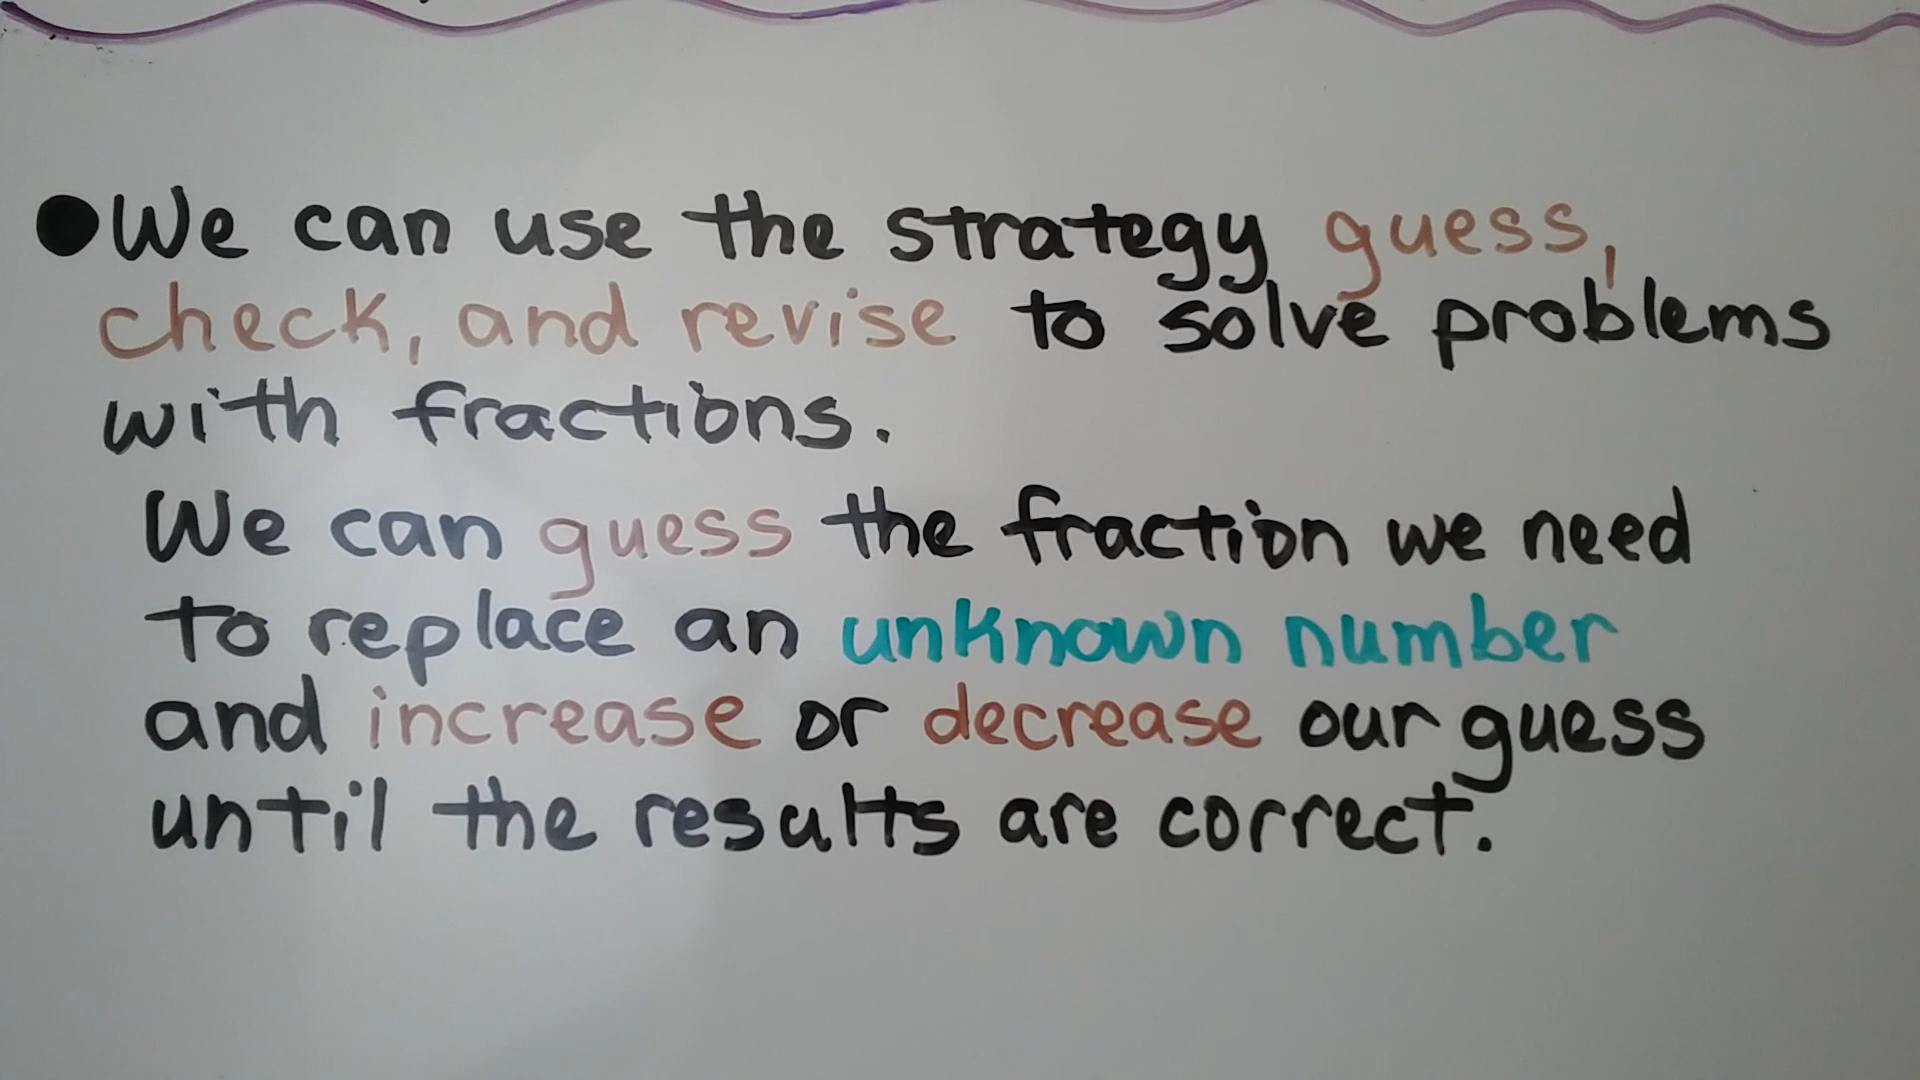 ●We can use the strategy guess,
check, and revise to solve problems
with fractions.
We can guess the fraction we need
to replace an unknown number
and increase or decrease our guess
until the results are correct.